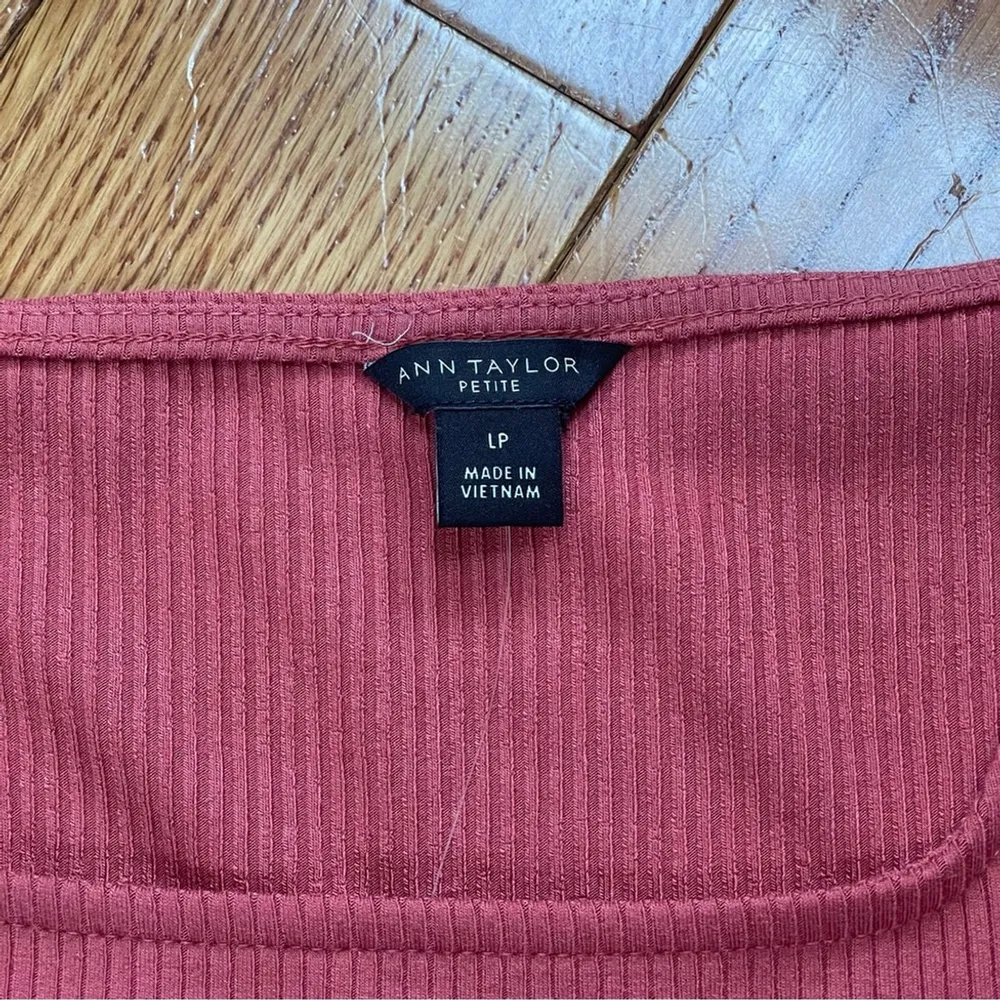 ANN TAYLOR
PETITE
LP
MADE IN
VIETNAM